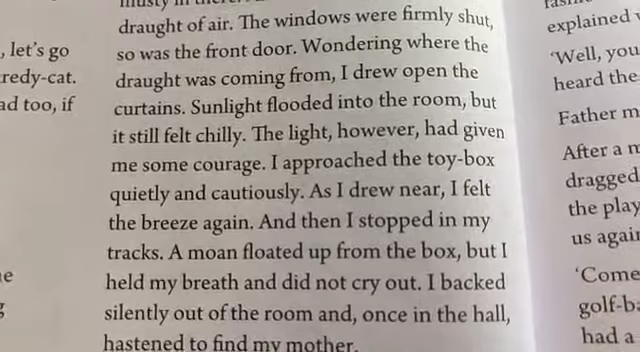 , let's go
redy-cat.
ad too, if
draught of air. The windows were firmly shut,
so was the front door. Wondering where the
draught was coming from, I drew open the
curtains. Sunlight flooded into the room, but
it still felt chilly. The light, however, had given
me some courage. I approached the toy-box
quietly and cautiously. As I drew near, I felt
the breeze again. And then I stopped in my
tracks. A moan floated up from the box, but I
held my breath and did not cry out. I backed
silently out of the room and, once in the hall,
hastened to find my mother.
explained
'Well, you
heard the
Father m
After a m
dragged
the play
us again
'Come
golf-ba
had a